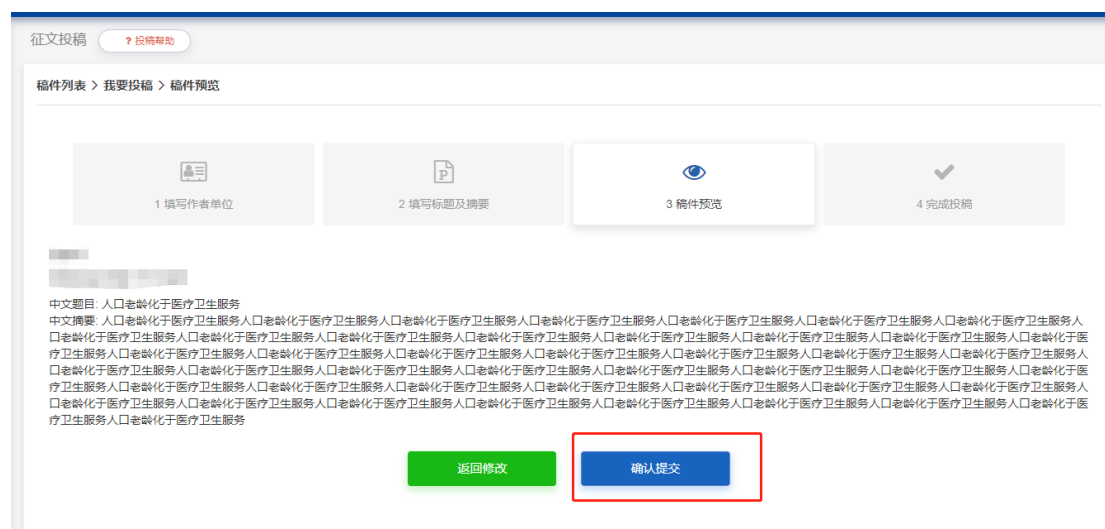 征文投稿
? 投稿帮助
稿件列表 > 我要投稿 > 稿件预览
1 填写作者单位
2 填写标题及摘要
3 稿件预览
4 完成投稿
中文题目: 人口老龄化于医疗卫生服务
中文摘要: 人口老龄化于医疗卫生服务人口老龄化于医疗卫生服务人口老龄化于医疗卫生服务人口老龄化于医疗卫生服务人口老龄化于医疗卫生服务人口老龄化于医疗卫生服务人口老龄化于医疗卫生服务人
口老龄化于医疗卫生服务人口老龄化于医疗卫生服务人口老龄化于医疗卫生服务人口老龄化于医疗卫生服务人口老龄化于医疗卫生服务人口老龄化于医疗卫生服务人口老龄化于医疗卫生服务人口老龄化于医
疗卫生服务人口老龄化于医疗卫生服务人口老龄化于医疗卫生服务人口老龄化于医疗卫生服务人口老龄化于医疗卫生服务人口老龄化于医疗卫生服务人口老龄化于医疗卫生服务人口老龄化于医疗卫生服务人
口老龄化于医疗卫生服务人口老龄化于医疗卫生服务人口老龄化于医疗卫生服务人口老龄化于医疗卫生服务人口老龄化于医疗卫生服务人口老龄化于医疗卫生服务人口老龄化于医疗卫生服务人口老龄化于医
疗卫生服务人口老龄化于医疗卫生服务人口老龄化于医疗卫生服务人口老龄化于医疗卫生服务人口老龄化于医疗卫生服务人口老龄化于医疗卫生服务人口老龄化于医疗卫生服务人口老龄化于医疗卫生服务人
口老龄化于医疗卫生服务人口老龄化于医疗卫生服务人口老龄化于医疗卫生服务人口老龄化于医疗卫生服务人口老龄化于医疗卫生服务人口老龄化于医疗卫生服务人口老龄化于医疗卫生服务人口老龄化于医
疗卫生服务人口老龄化于医疗卫生服务
返回修改
确认提交